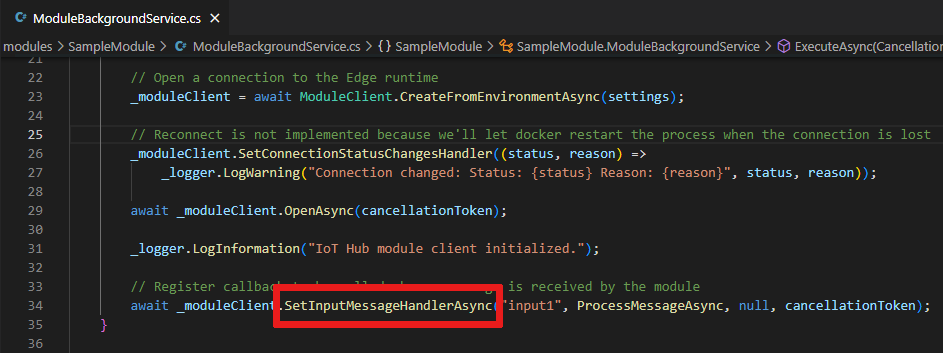 ModuleBackgroundService.cs
modules > SampleModule > ModuleBackgroundService.cs > {} SampleModule > SampleModule.ModuleBackgroundService > ExecuteAsync(Cancellation
21
22 // Open a connection to the Edge runtime
23 _moduleClient = await ModuleClient.CreateFromEnvironmentAsync(settings);
24
25 // Reconnect is not implemented because we'll let docker restart the process when the connection is lost
26 _moduleClient.SetConnectionStatusChangesHandler((status, reason) =>
27 _logger.LogWarning("Connection changed: Status: {status} Reason: {reason}", status, reason));
28
29 await _moduleClient.OpenAsync(cancellationToken);
30
31 _logger.LogInformation("IoT Hub module client initialized.");
32
33 // Register callback is received by the module
34 await _moduleClient.SetInputMessageHandlerAsync("input1", ProcessMessageAsync, null, cancellationToken);
35 }
36